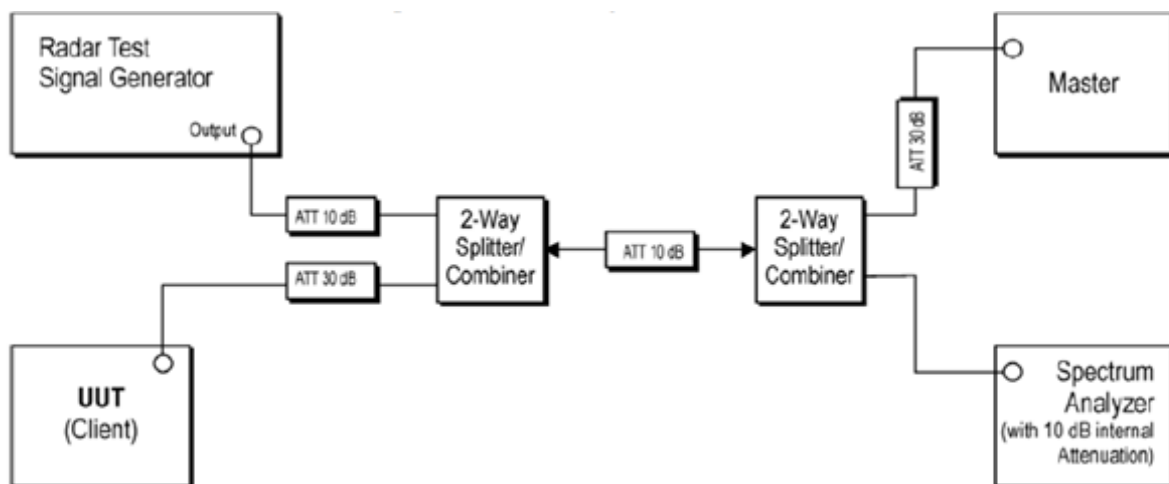 Radar Test
Signal Generator
Output
ATT 10 dB
ATT 30 dB
UUT
(Client)
2-Way
Splitter/
Combiner
ATT 10 dB
2-Way
Splitter/
Combiner
ATT 30 dB
Master
Spectrum
Analyzer
(with 10 dB internal
Attenuation)